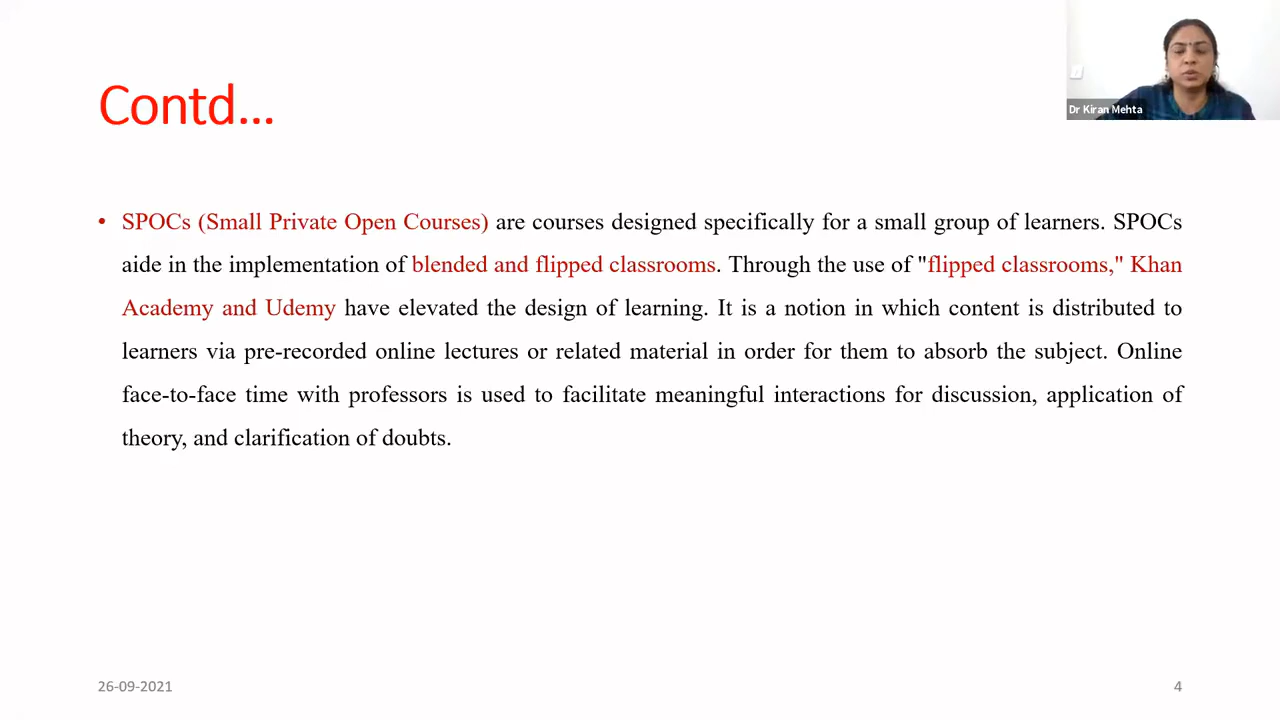 Dr Kiran Mehta
Contd...
• SPOCs (Small Private Open Courses) are courses designed specifically for a small group of learners. SPOCs
aide in the implementation of blended and flipped classrooms. Through the use of "flipped classrooms," Khan
Academy and Udemy have elevated the design of learning. It is a notion in which content is distributed to
learners via pre-recorded online lectures or related material in order for them to absorb the subject. Online
face-to-face time with professors is used to facilitate meaningful interactions for discussion, application of
theory, and clarification of doubts.
26-09-2021
4